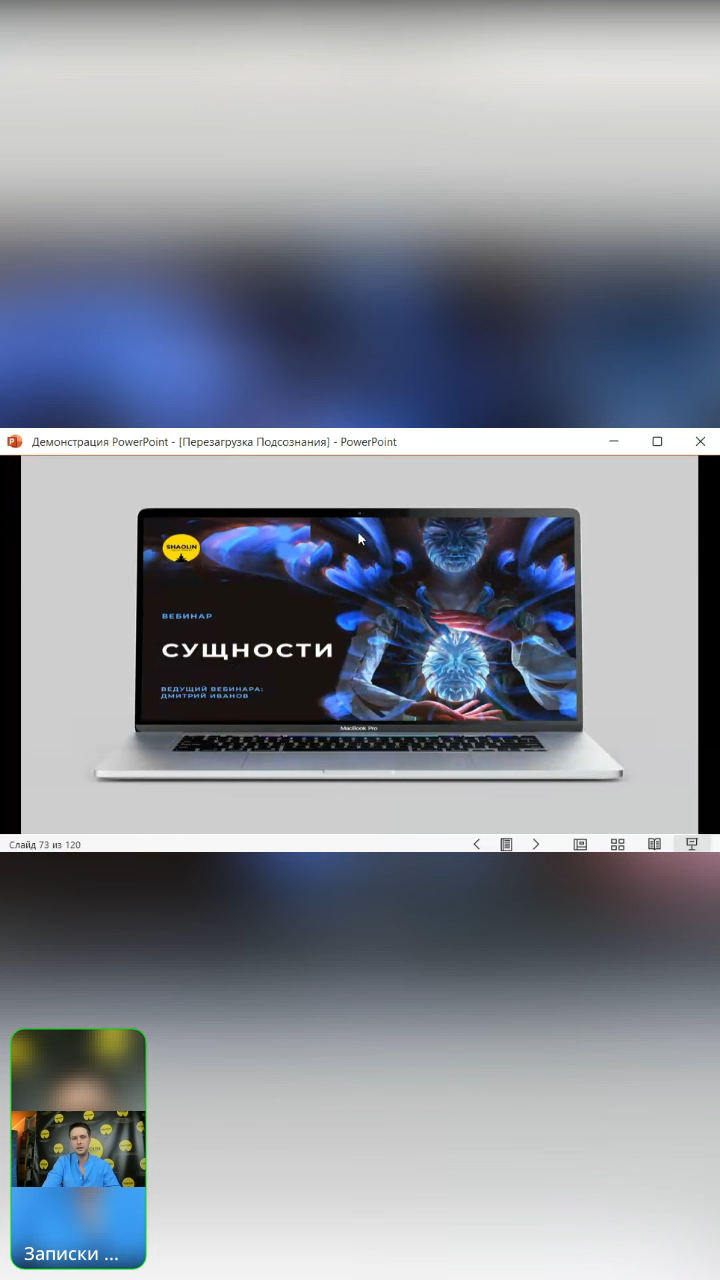 Демонстрация PowerPoint - [Перезагрузка Подсознания] - PowerPoint
SHAOLIN
ВЕБИНАР
СУЩНОСТИ
ВЕДУЩИЙ ВЕБИНАРА:
ДМИТРИЙ ИВАНОВ
MacBook Pro
Слайд 73 из 120
Записки ...